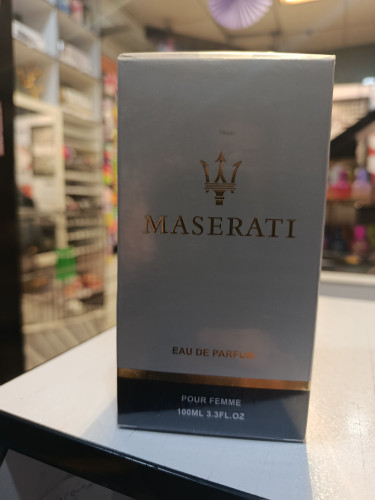 MASERATI
EAU DE PARFUM
POUR FEMME
100ML 3.3FL.OZ